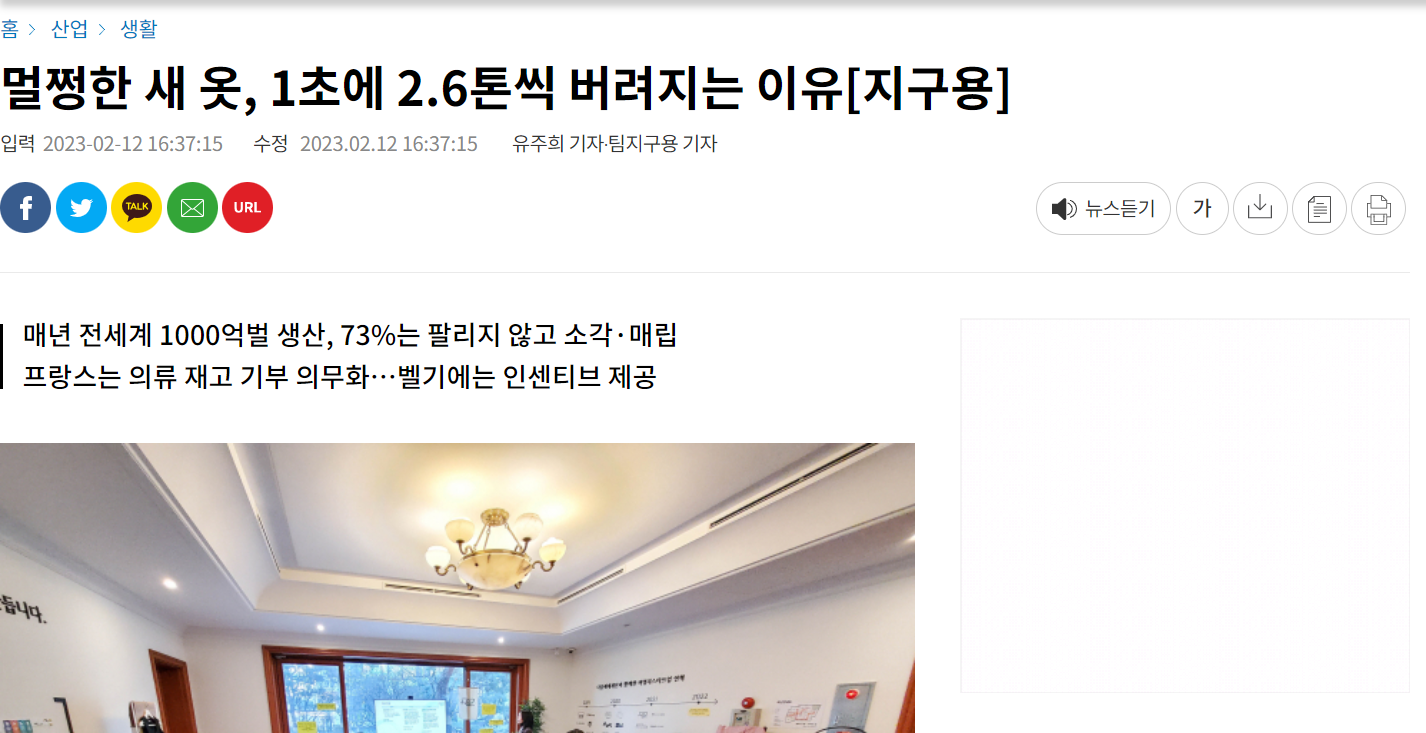 홈 > 산업 > 생활
멀쩡한 새 옷, 1초에 2.6톤씩 버려지는 이유[지구용]
입력 2023-02-12 16:37:15 수정 2023.02.12 16:37:15 유주희 기자·팀지구용 기자
TALK URL 뉴스듣기 가
매년 전세계 1000억벌 생산, 73%는 팔리지 않고 소각·매립
프랑스는 의류 재고 기부 의무화…벨기에는 인센티브 제공
듭니다.